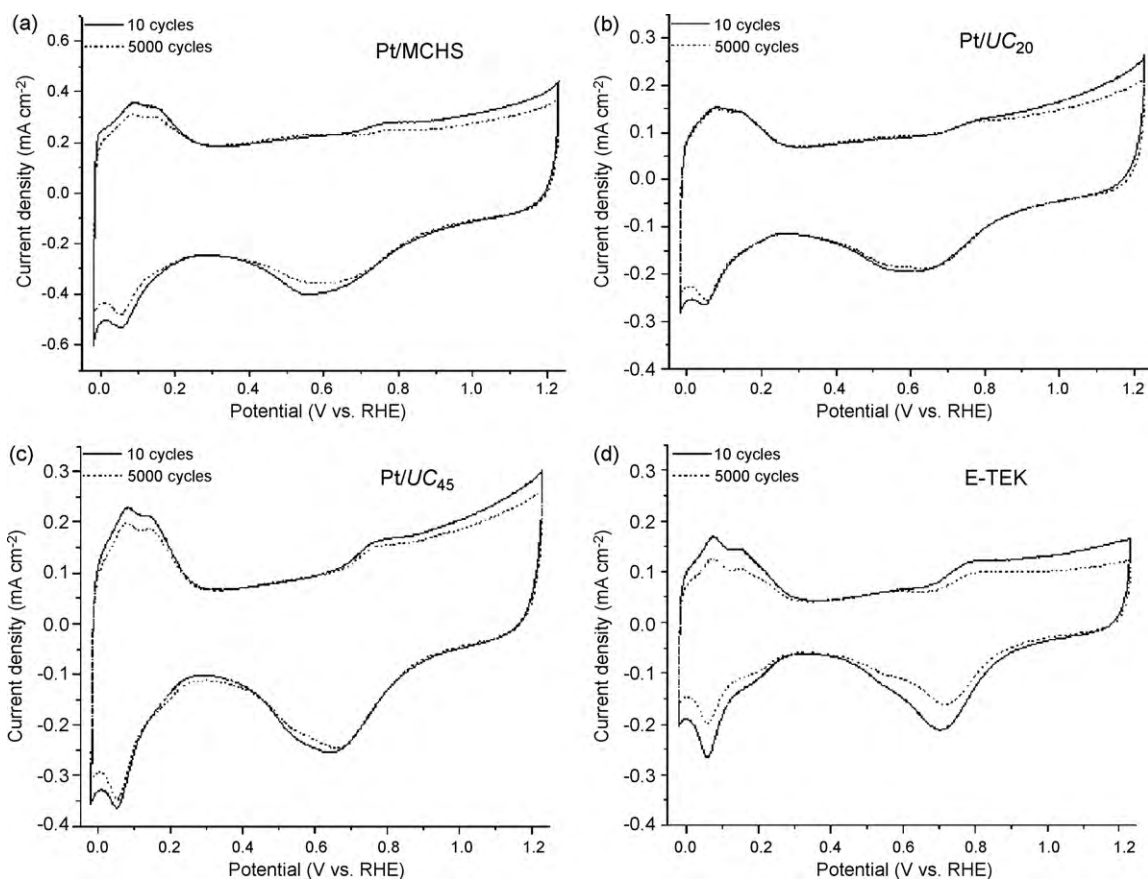 (a)
10 cycles
5000 cycles
Pt/MCHS
0.6
0.4
0.2
0.0
-0.2
-0.4
-0.6
Current density (mA cm⁻²)
0.0 0.2 0.4 0.6 0.8 1.0 1.2
Potential (V vs. RHE)
(b)
10 cycles
5000 cycles
Pt/UC₂₀
0.3
0.2
0.1
0.0
-0.1
-0.2
-0.3
-0.4
Current density (mA cm⁻²)
0.0 0.2 0.4 0.6 0.8 1.0 1.2
Potential (V vs. RHE)
(c)
10 cycles
5000 cycles
Pt/UC₄₅
0.3
0.2
0.1
0.0
-0.1
-0.2
-0.3
-0.4
Current density (mA cm⁻²)
0.0 0.2 0.4 0.6 0.8 1.0 1.2
Potential (V vs. RHE)
(d)
10 cycles
5000 cycles
E-TEK
0.3
0.2
0.1
0.0
-0.1
-0.2
-0.3
-0.4
Current density (mA cm⁻²)
0.0 0.2 0.4 0.6 0.8 1.0 1.2
Potential (V vs. RHE)